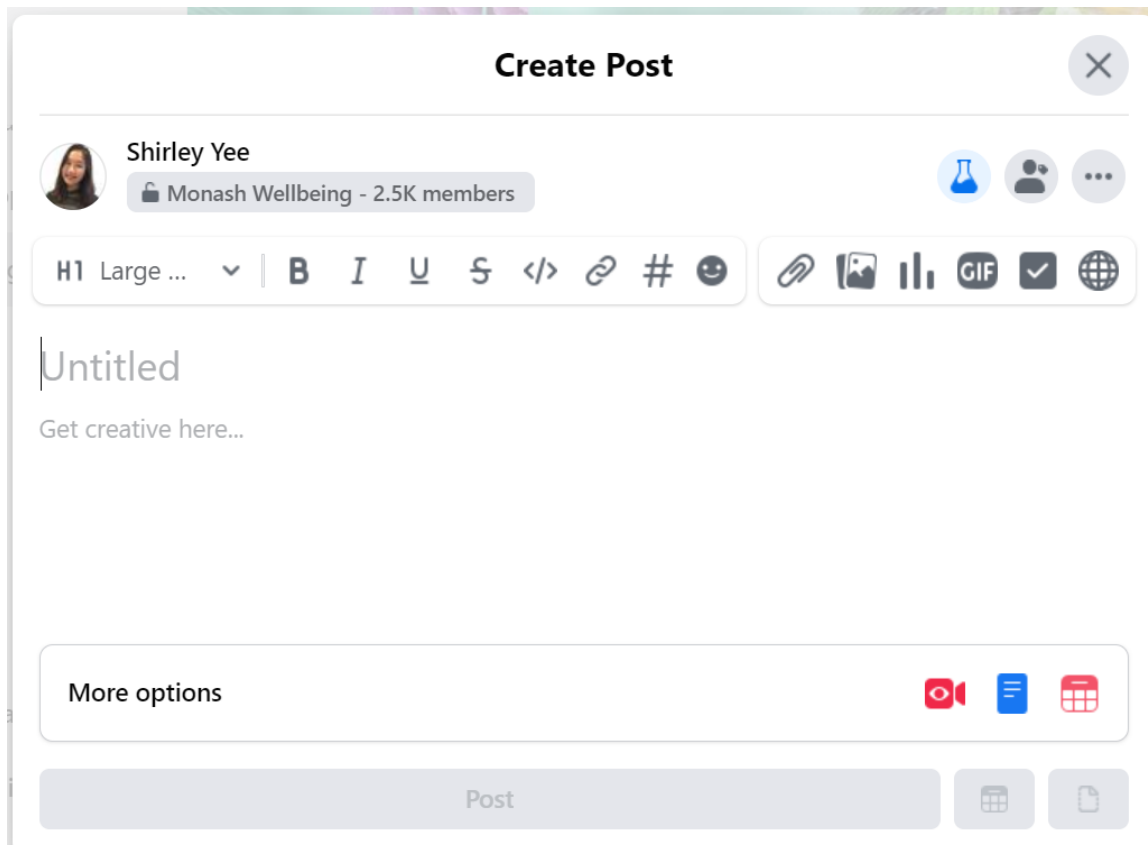 Create Post
Shirley Yee
Monash Wellbeing - 2.5K members
H1 Large ...
B I U S </> # GIF
Untitled
Get creative here...
More options
Post